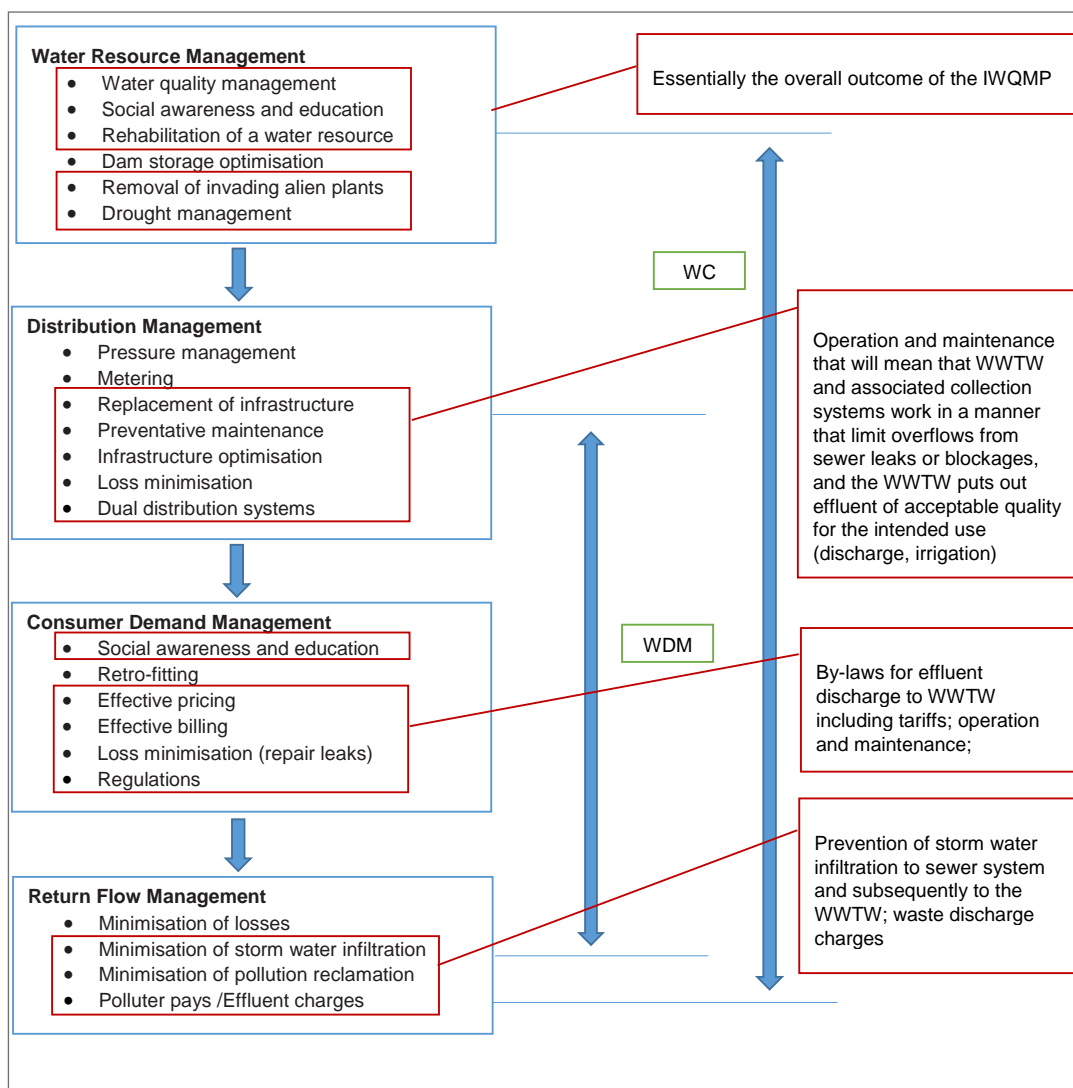 Water Resource Management
• Water quality management
• Social awareness and education
• Rehabilitation of a water resource
• Dam storage optimisation
• Removal of invading alien plants
• Drought management
Essentially the overall outcome of the IWQMP
WC
Distribution Management
• Pressure management
• Metering
• Replacement of infrastructure
• Preventative maintenance
• Infrastructure optimisation
• Loss minimisation
• Dual distribution systems
Operation and maintenance
that will mean that WWTW
and associated collection
systems work in a manner
that limit overflows from
sewer leaks or blockages,
and the WWTW puts out
effluent of acceptable quality
for the intended use
(discharge, irrigation)
Consumer Demand Management
• Social awareness and education
• Retro-fitting
• Effective pricing
• Effective billing
• Loss minimisation (repair leaks)
• Regulations
WDM
By-laws for effluent
discharge to WWTW
including tariffs; operation
and maintenance;
Return Flow Management
• Minimisation of losses
• Minimisation of storm water infiltration
• Minimisation of pollution reclamation
• Polluter pays /Effluent charges
Prevention of storm water
infiltration to sewer system
and subsequently to the
WWTW; waste discharge
charges